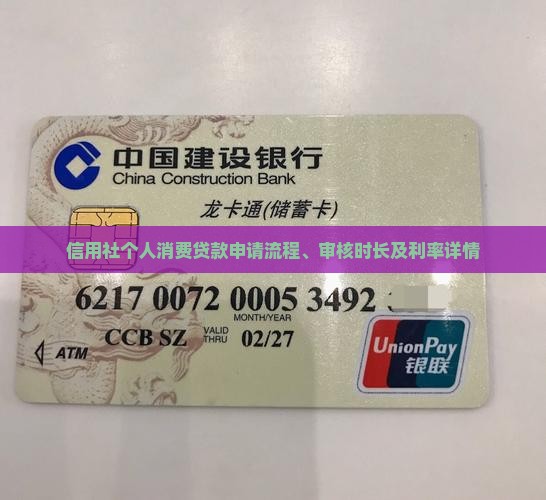 中国建设银行
China Construction Bank
龙卡通(储蓄卡)
信用社个人消费贷款申请流程、审核时长及利率详情
6217 0072 0005 3492
MONTH/YEAR
CCB SZ VALID THRU 02/27
ATM
UnionPay
银联